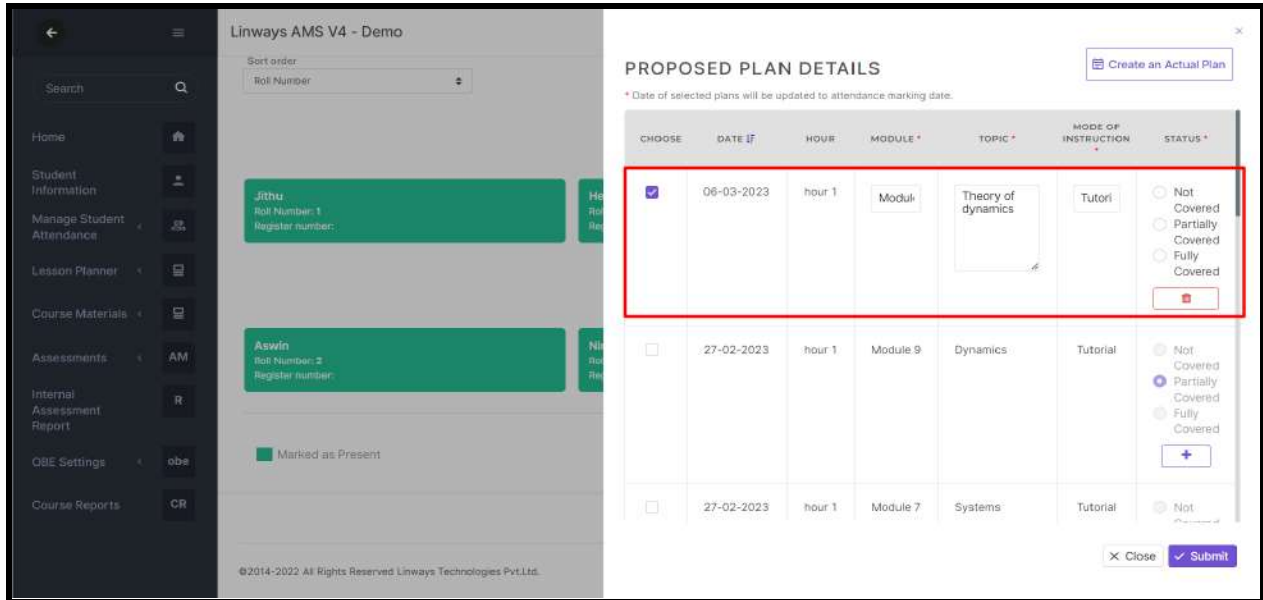 Linways AMS V4 - Demo
Search
Home
Student
Information
Manage Student
Attendance
Lesson Planner
Course Materials
Assessments
AM
Internal
Assessment
Report
R
OBE Settings
obe
Course Reports
CR
Sort order
Roll Number
Jithu
Roll Number: 1
Register number:
He
Aswin
Roll Number: 2
Register number:
Marked as Present
©2014-2022 All Rights Reserved Linways Technologies Pvt.Ltd.
PROPOSED PLAN DETAILS
Create an Actual Plan
* Date of selected plans will be updated to attendance marking date.
CHOOSE DATE HOUR MODULE * TOPIC * MODE OF INSTRUCTION * STATUS *
06-03-2023 hour 1 Modul Theory of dynamics Tutori
Not
Covered
Partially
Covered
Fully
Covered
27-02-2023 hour 1 Module 9 Dynamics Tutorial
Not
Covered
Partially
Covered
Fully
Covered
+
27-02-2023 hour 1 Module 7 Systems Tutorial Not
× Close
Submit